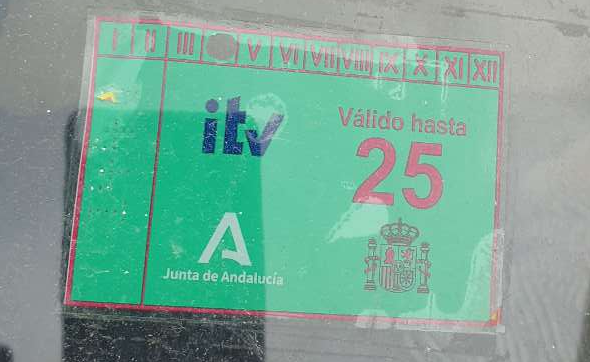 I II III V VI VII VIII IX X XI XII
itv
Válido hasta
25
Junta de Andalucía